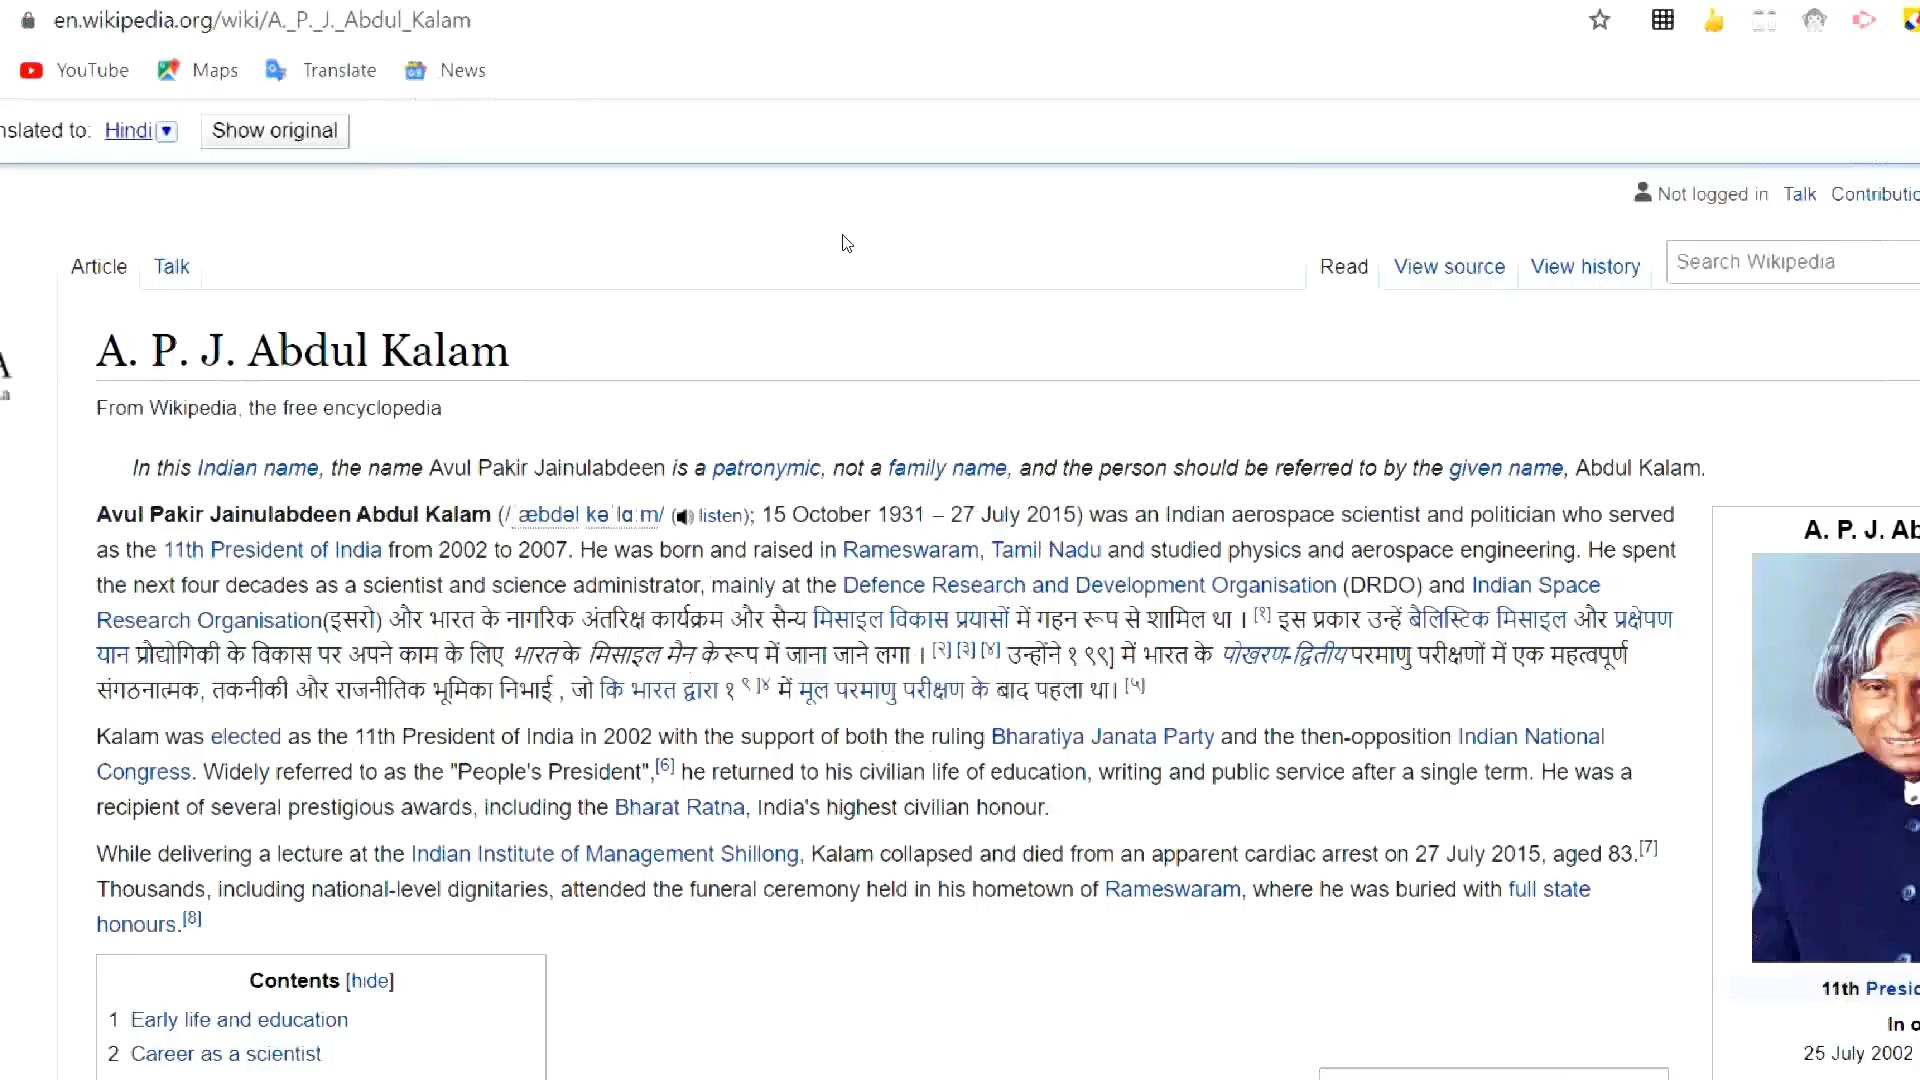 en.wikipedia.org/wiki/A._P._J._Abdul_Kalam
YouTube Maps Translate News
nslated to: Hindi Show original
Not logged in Talk Contributio
Article Talk Read View source View history Search Wikipedia
A. P. J. Abdul Kalam
From Wikipedia, the free encyclopedia
In this Indian name, the name Avul Pakir Jainulabdeen is a patronymic, not a family name, and the person should be referred to by the given name, Abdul Kalam.
Avul Pakir Jainulabdeen Abdul Kalam (/ˈæbdəl kəˈlɑːm/ (listen); 15 October 1931 – 27 July 2015) was an Indian aerospace scientist and politician who served
as the 11th President of India from 2002 to 2007. He was born and raised in Rameswaram, Tamil Nadu and studied physics and aerospace engineering. He spent
the next four decades as a scientist and science administrator, mainly at the Defence Research and Development Organisation (DRDO) and Indian Space
Research Organisation(इसरो) और भारत के नागरिक अंतरिक्ष कार्यक्रम और सैन्य मिसाइल विकास प्रयासों में गहन रूप से शामिल था । [१] इस प्रकार उन्हें बैलिस्टिक मिसाइल और प्रक्षेपण
यान प्रौद्योगिकी के विकास पर अपने काम के लिए भारत के मिसाइल मैन के रूप में जाना जाने लगा । [२] [३] [४] उन्होंने में भारत के पोखरण-द्वितीय परमाणु परीक्षणों में एक महत्वपूर्ण
संगठनात्मक, तकनीकी और राजनीतिक भूमिका निभाई , जो कि भारत द्वारा में मूल परमाणु परीक्षण के बाद पहला था। [५]
Kalam was elected as the 11th President of India in 2002 with the support of both the ruling Bharatiya Janata Party and the then-opposition Indian National
Congress. Widely referred to as the "People's President",[6] he returned to his civilian life of education, writing and public service after a single term. He was a
recipient of several prestigious awards, including the Bharat Ratna, India's highest civilian honour.
While delivering a lecture at the Indian Institute of Management Shillong, Kalam collapsed and died from an apparent cardiac arrest on 27 July 2015, aged 83.[7]
Thousands, including national-level dignitaries, attended the funeral ceremony held in his hometown of Rameswaram, where he was buried with full state
honours.[8]
Contents [hide]
1 Early life and education
2 Career as a scientist
A. P. J. Ab
11th Presid
In o
25 July 2002